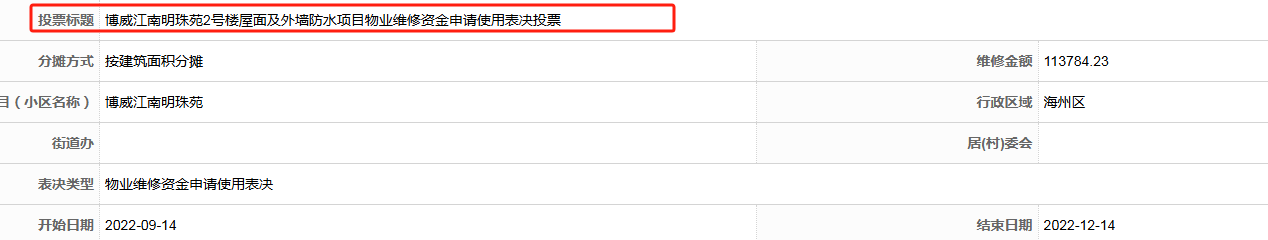 投票标题 博威江南明珠苑2号楼屋面及外墙防水项目物业维修资金申请使用表决投票
分摊方式 按建筑面积分摊 维修金额 113784.23
目（小区名称） 博威江南明珠苑 行政区域 海州区
街道办 居(村)委会
表决类型 物业维修资金申请使用表决
开始日期 2022-09-14 结束日期 2022-12-14